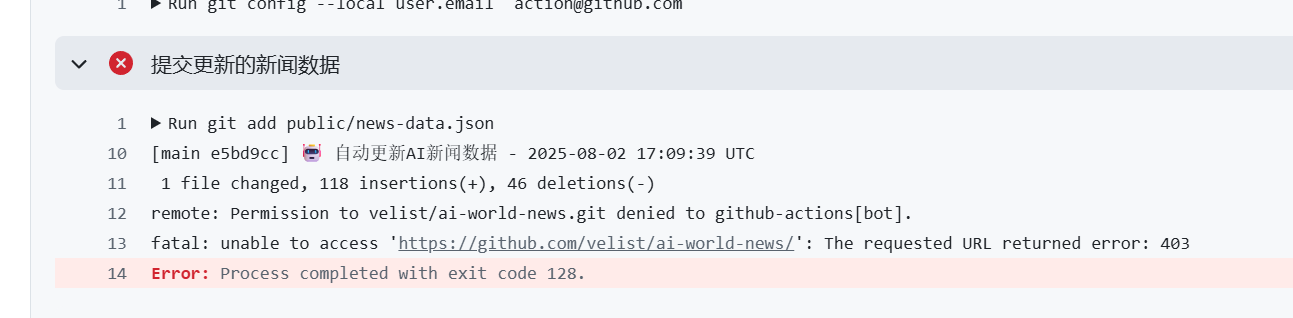 1 ▶ Run git config --local user.email "action@github.com"
提交更新的新闻数据
1 ▶ Run git add public/news-data.json
10 [main e5bd9cc] 🤖 自动更新AI新闻数据 - 2025-08-02 17:09:39 UTC
11 1 file changed, 118 insertions(+), 46 deletions(-)
12 remote: Permission to velist/ai-world-news.git denied to github-actions[bot].
13 fatal: unable to access 'https://github.com/velist/ai-world-news/': The requested URL returned error: 403
14 Error: Process completed with exit code 128.